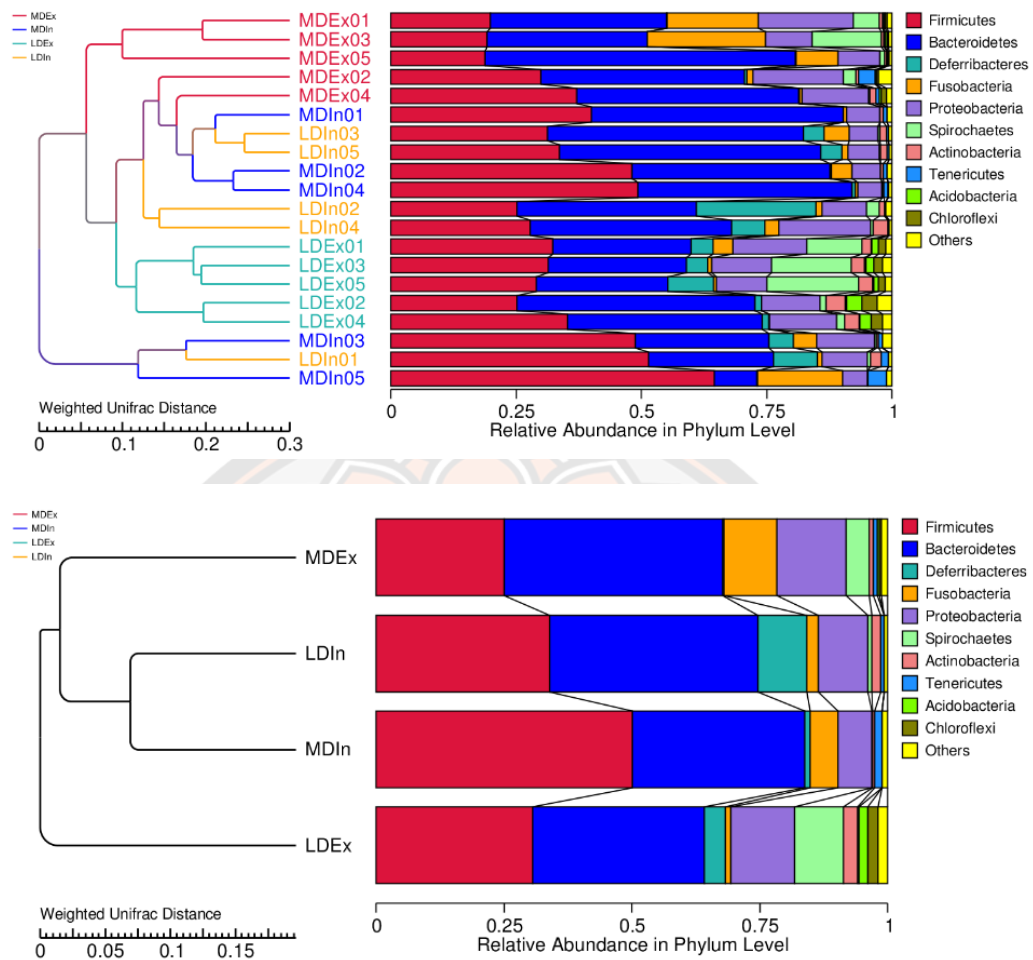 MDEx
MDIn
LDEx
LDIn
MDEx01
MDEx03
MDEx05
MDEx02
MDEx04
MDIn01
LDIn03
LDIn05
MDIn02
MDIn04
LDIn02
LDIn04
LDEx01
LDEx03
LDEx05
LDEx02
LDEx04
MDIn03
LDIn01
MDIn05
Firmicutes
Bacteroidetes
Deferribacteres
Fusobacteria
Proteobacteria
Spirochaetes
Actinobacteria
Tenericutes
Acidobacteria
Chloroflexi
Others
Weighted Unifrac Distance
0 0.1 0.2 0.3
0 0.25 0.5 0.75 1
Relative Abundance in Phylum Level
MDEx
MDIn
LDEx
LDIn
MDEx
LDIn
MDIn
LDEx
Firmicutes
Bacteroidetes
Deferribacteres
Fusobacteria
Proteobacteria
Spirochaetes
Actinobacteria
Tenericutes
Acidobacteria
Chloroflexi
Others
Weighted Unifrac Distance
0 0.05 0.1 0.15
0 0.25 0.5 0.75 1
Relative Abundance in Phylum Level